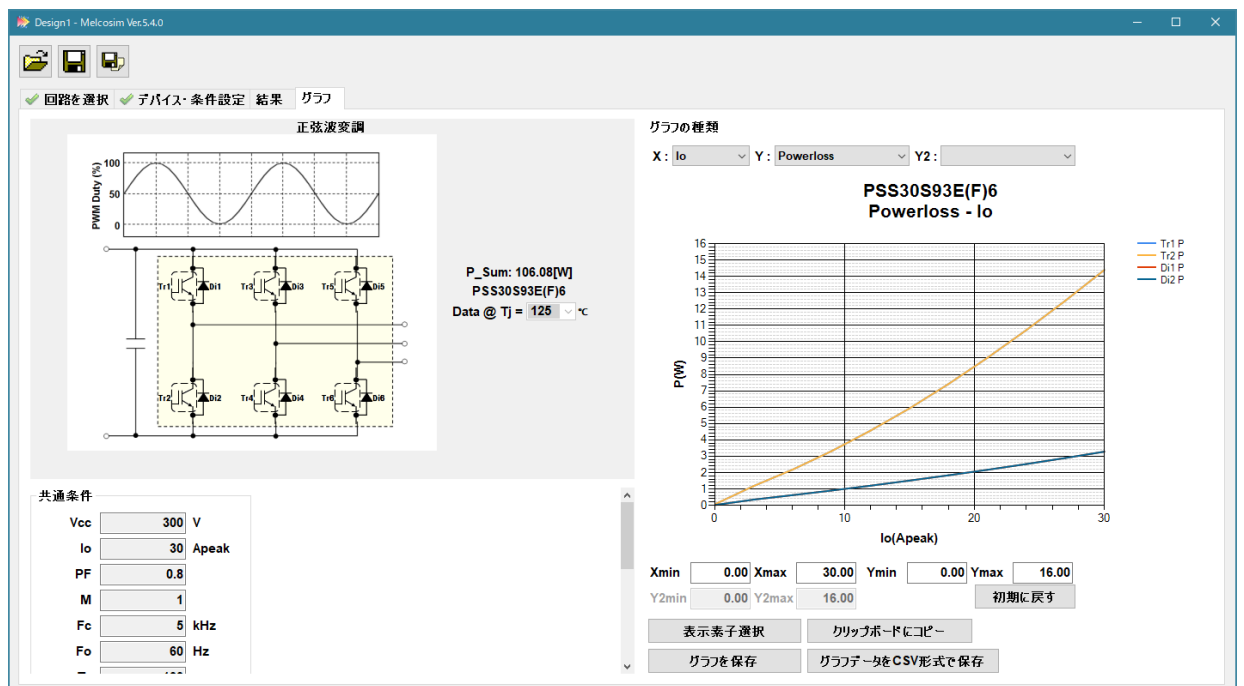 Design1 - Melcosim Ver.5.4.0
回路を選択 デバイス・条件設定 結果 グラフ
正弦波変調
PWM Duty (%)
100
50
0
Tr1 Di1 Tr3 Di3 Tr5 Di5
Tr2 Di2 Tr4 Di4 Tr6 Di6
P_Sum: 106.08[W]
PSS30S93E(F)6
Data @ Tj = 125 ℃
共通条件
Vcc 300 V
Io 30 Apeak
PF 0.8
M 1
Fc 5 kHz
Fo 60 Hz
グラフの種類
X : Io Y : Powerloss Y2 :
PSS30S93E(F)6
Powerloss - Io
P(W)
16
15
14
13
12
11
10
9
8
7
6
5
4
3
2
1
0
0 10 20 30
Io(Apeak)
Tr1 P
Tr2 P
Di1 P
Di2 P
Xmin 0.00 Xmax 30.00 Ymin 0.00 Ymax 16.00
Y2min 0.00 Y2max 16.00 初期に戻す
表示素子選択 クリップボードにコピー
グラフを保存 グラフデータをCSV形式で保存